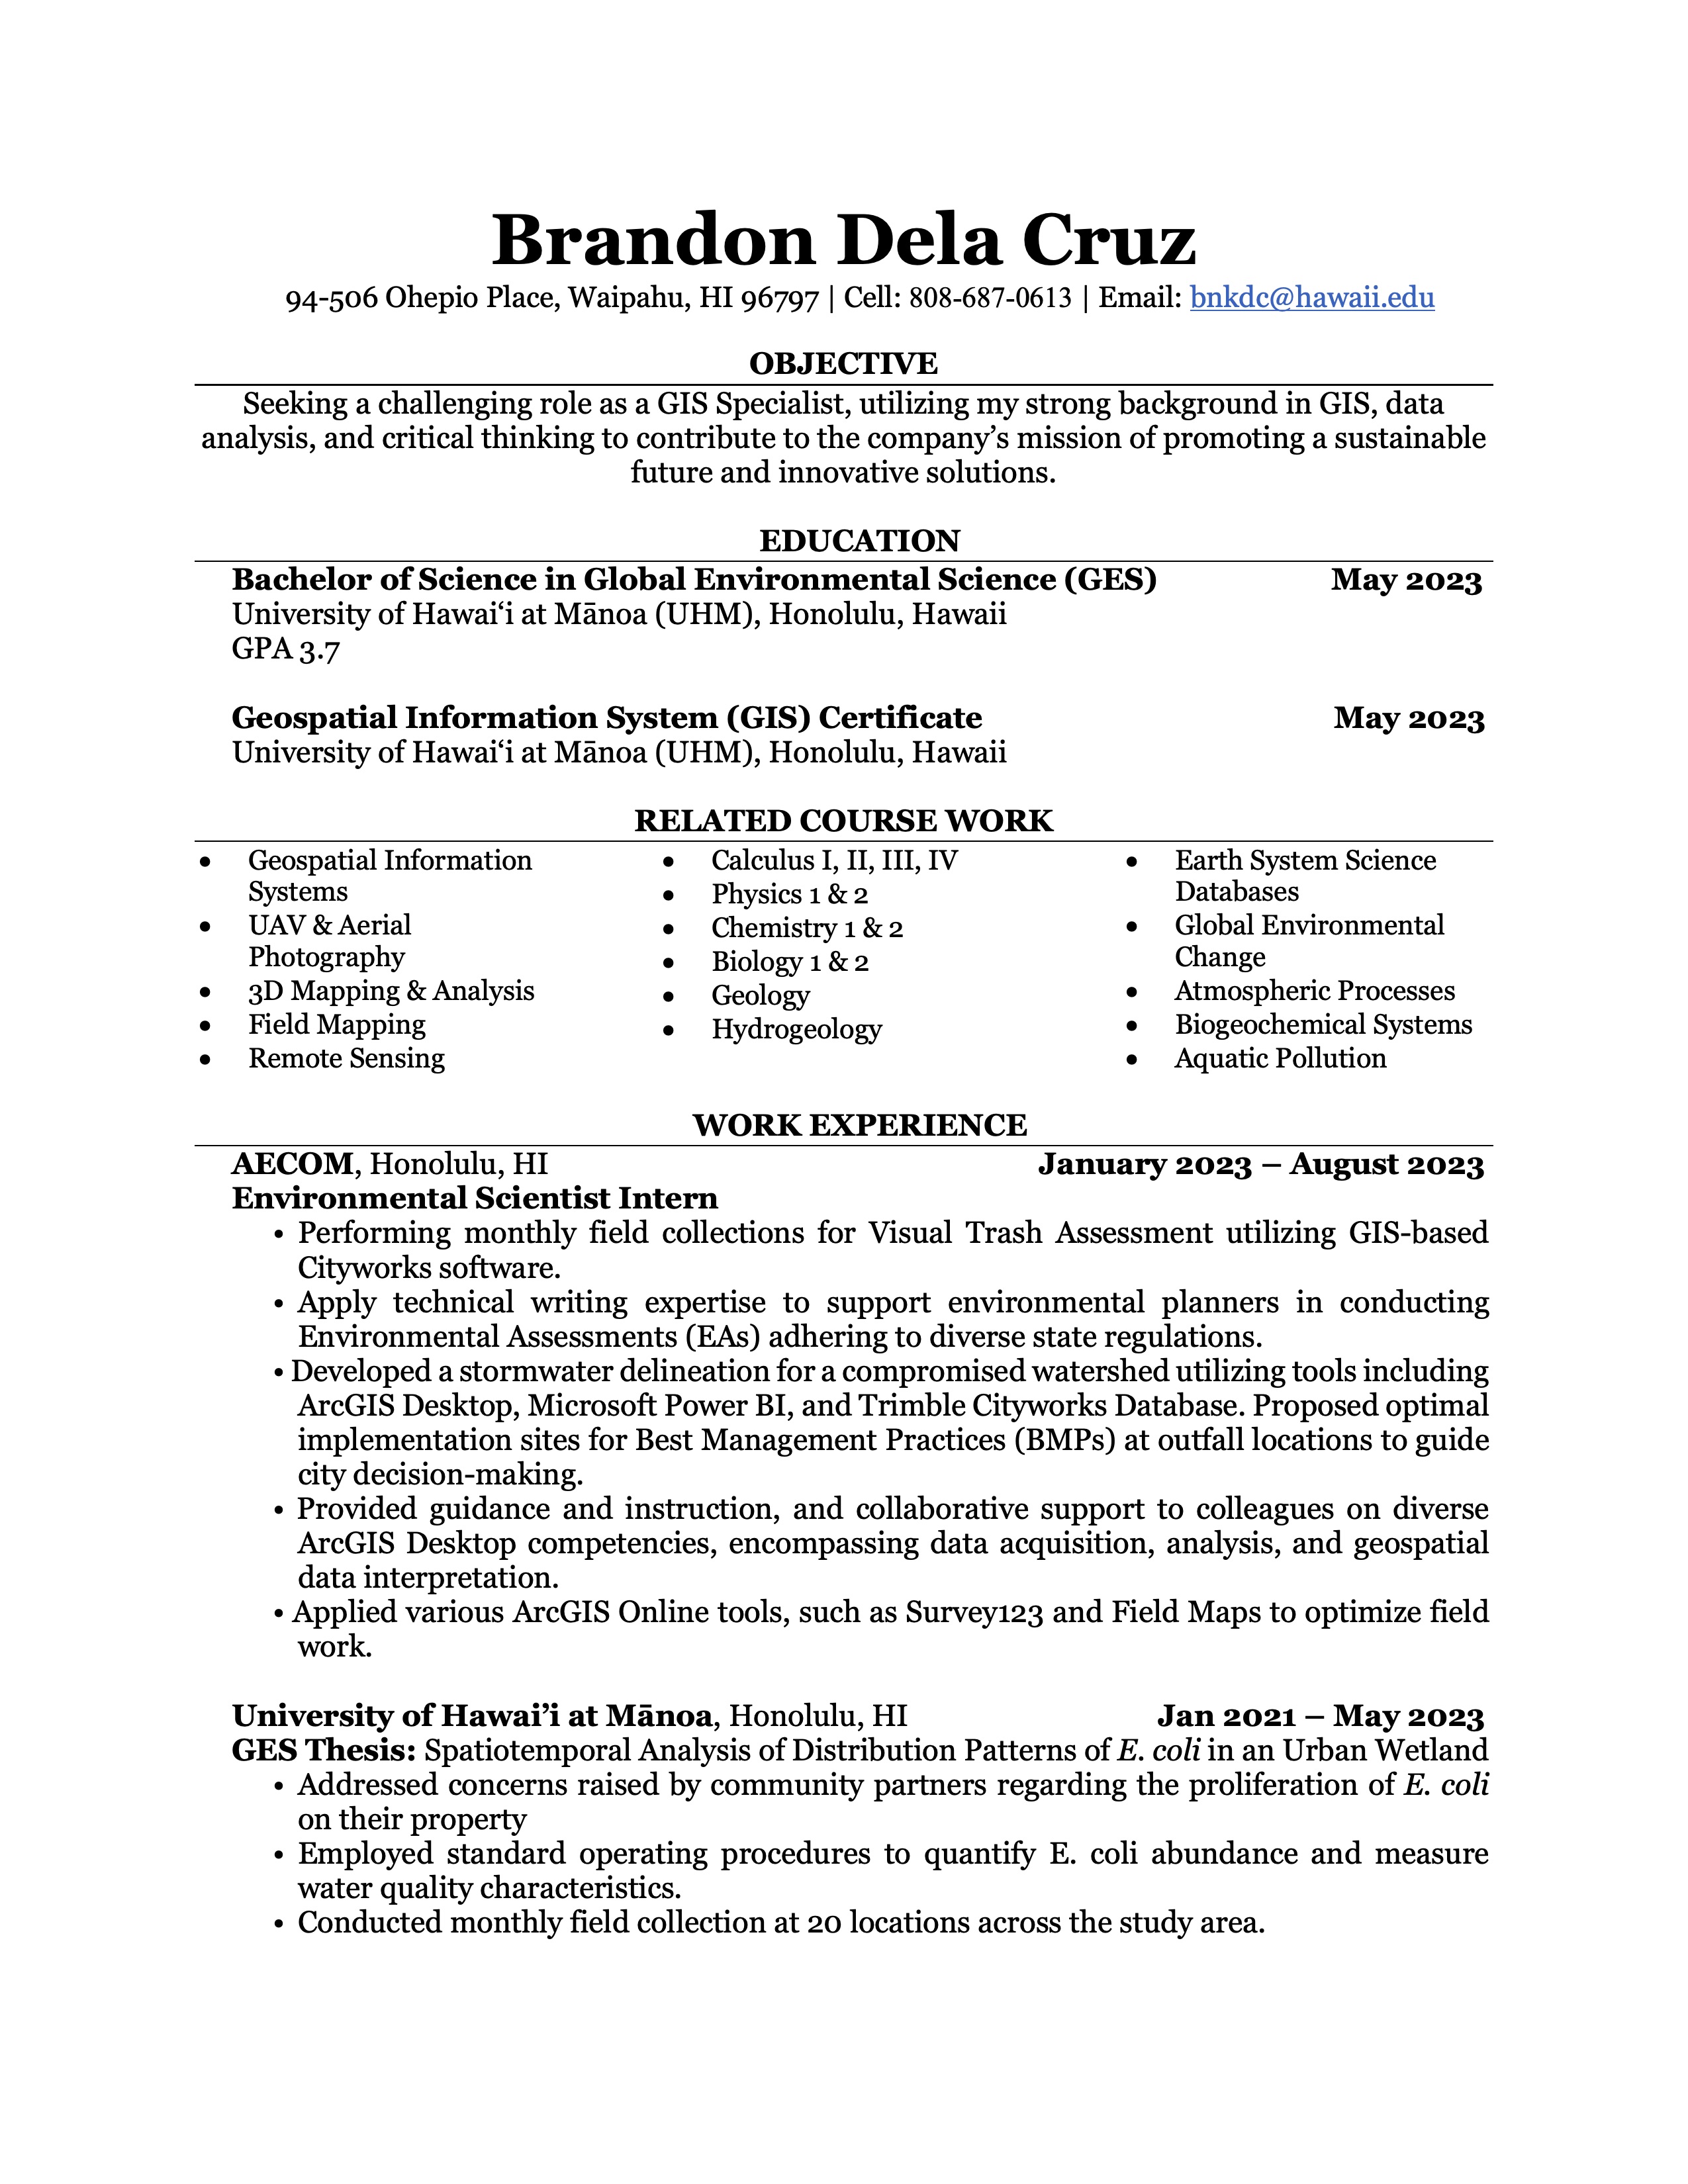 Brandon Dela Cruz
94-506 Ohepio Place, Waipahu, HI 96797 | Cell: 808-687-0613 | Email: bnkdc@hawaii.edu
OBJECTIVE
Seeking a challenging role as a GIS Specialist, utilizing my strong background in GIS, data
analysis, and critical thinking to contribute to the company’s mission of promoting a sustainable
future and innovative solutions.
EDUCATION
Bachelor of Science in Global Environmental Science (GES) May 2023
University of Hawai‘i at Mānoa (UHM), Honolulu, Hawaii
GPA 3.7
Geospatial Information System (GIS) Certificate May 2023
University of Hawai‘i at Mānoa (UHM), Honolulu, Hawaii
RELATED COURSE WORK
• Geospatial Information
Systems
• UAV & Aerial
Photography
• 3D Mapping & Analysis
• Field Mapping
• Remote Sensing
• Calculus I, II, III, IV
• Physics 1 & 2
• Chemistry 1 & 2
• Biology 1 & 2
• Geology
• Hydrogeology
• Earth System Science
Databases
• Global Environmental
Change
• Atmospheric Processes
• Biogeochemical Systems
• Aquatic Pollution
WORK EXPERIENCE
AECOM, Honolulu, HI January 2023 – August 2023
Environmental Scientist Intern
• Performing monthly field collections for Visual Trash Assessment utilizing GIS-based
Cityworks software.
• Apply technical writing expertise to support environmental planners in conducting
Environmental Assessments (EAs) adhering to diverse state regulations.
• Developed a stormwater delineation for a compromised watershed utilizing tools including
ArcGIS Desktop, Microsoft Power BI, and Trimble Cityworks Database. Proposed optimal
implementation sites for Best Management Practices (BMPs) at outfall locations to guide
city decision-making.
• Provided guidance and instruction, and collaborative support to colleagues on diverse
ArcGIS Desktop competencies, encompassing data acquisition, analysis, and geospatial
data interpretation.
• Applied various ArcGIS Online tools, such as Survey123 and Field Maps to optimize field
work.
University of Hawai’i at Mānoa, Honolulu, HI Jan 2021 – May 2023
GES Thesis: Spatiotemporal Analysis of Distribution Patterns of E. coli in an Urban Wetland
• Addressed concerns raised by community partners regarding the proliferation of E. coli
on their property
• Employed standard operating procedures to quantify E. coli abundance and measure
water quality characteristics.
• Conducted monthly field collection at 20 locations across the study area.